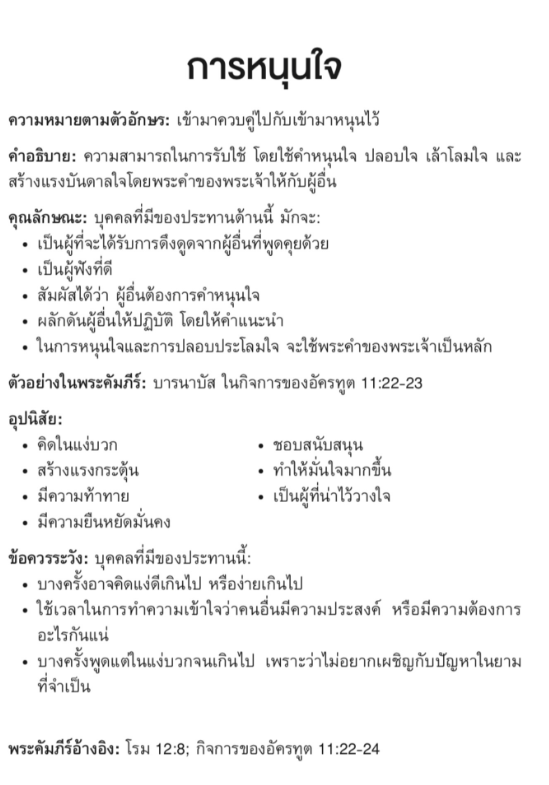 การหนุนใจ
ความหมายตามตัวอักษร: เข้ามาควบคู่ไปกับเข้ามาหนุนไว้
คำอธิบาย: ความสามารถในการรับใช้ โดยใช้คำหนุนใจ ปลอบใจ เล้าโลมใจ และ
สร้างแรงบันดาลใจโดยพระคำของพระเจ้าให้กับผู้อื่น
คุณลักษณะ: บุคคลที่มีของประทานด้านนี้ มักจะ:
• เป็นผู้ที่จะได้รับการดึงดูดจากผู้อื่นที่พูดคุยด้วย
• เป็นผู้ฟังที่ดี
• สัมผัสได้ว่า ผู้อื่นต้องการคำหนุนใจ
• ผลักดันผู้อื่นให้ปฏิบัติ โดยให้คำแนะนำ
• ในการหนุนใจและการปลอบประโลมใจ จะใช้พระคำของพระเจ้าเป็นหลัก
ตัวอย่างในพระคัมภีร์: บารนาบัส ในกิจการของอัครทูต 11:22-23
อุปนิสัย:
• คิดในแง่บวก
• สร้างแรงกระตุ้น
• มีความท้าทาย
• มีความยืนหยัดมั่นคง
• ชอบสนับสนุน
• ทำให้มั่นใจมากขึ้น
• เป็นผู้ที่น่าไว้วางใจ
ข้อควรระวัง: บุคคลที่มีของประทานนี้:
• บางครั้งอาจคิดแง่ดีเกินไป หรือง่ายเกินไป
• ใช้เวลาในการทำความเข้าใจว่าคนอื่นมีความประสงค์ หรือมีความต้องการ
อะไรกันแน่
• บางครั้งพูดแต่ในแง่บวกจนเกินไป เพราะว่าไม่อยากเผชิญกับปัญหาในยาม
ที่จำเป็น
พระคัมภีร์อ้างอิง: โรม 12:8; กิจการของอัครทูต 11:22-24